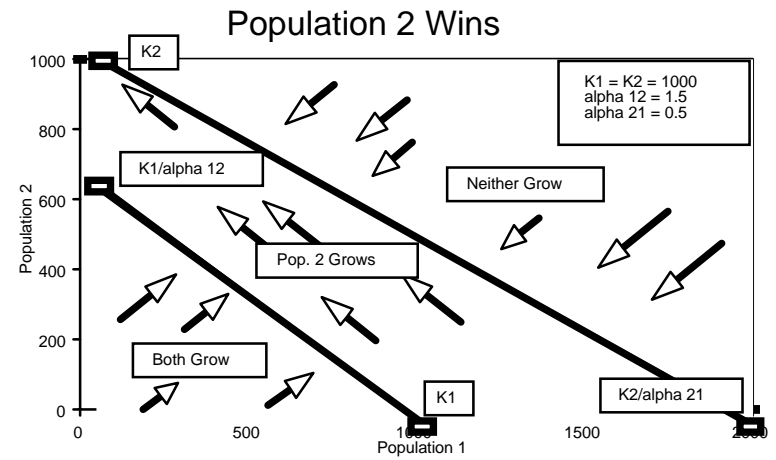 Population 2 Wins
K2
1000
K1 = K2 = 1000
alpha 12 = 1.5
alpha 21 = 0.5
800
K1/alpha 12
Neither Grow
600
Population 2
Pop. 2 Grows
400
200
Both Grow
K1
K2/alpha 21
0
0
500
1000
1500
2000
Population 1